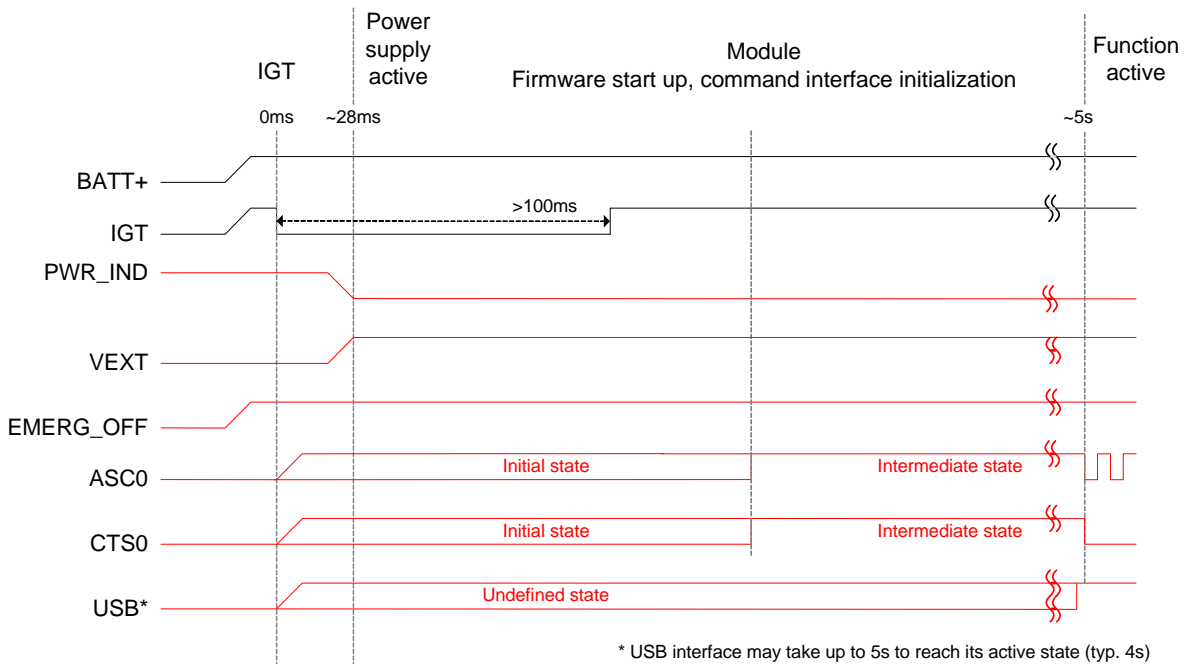 Power
supply
active
IGT
Module
Firmware start up, command interface initialization
Function
active
0ms
~28ms
~5s
BATT+
>100ms
IGT
PWR_IND
VEXT
EMERG_OFF
ASC0
Initial state
Intermediate state
CTS0
Initial state
Intermediate state
USB*
Undefined state
* USB interface may take up to 5s to reach its active state (typ. 4s)